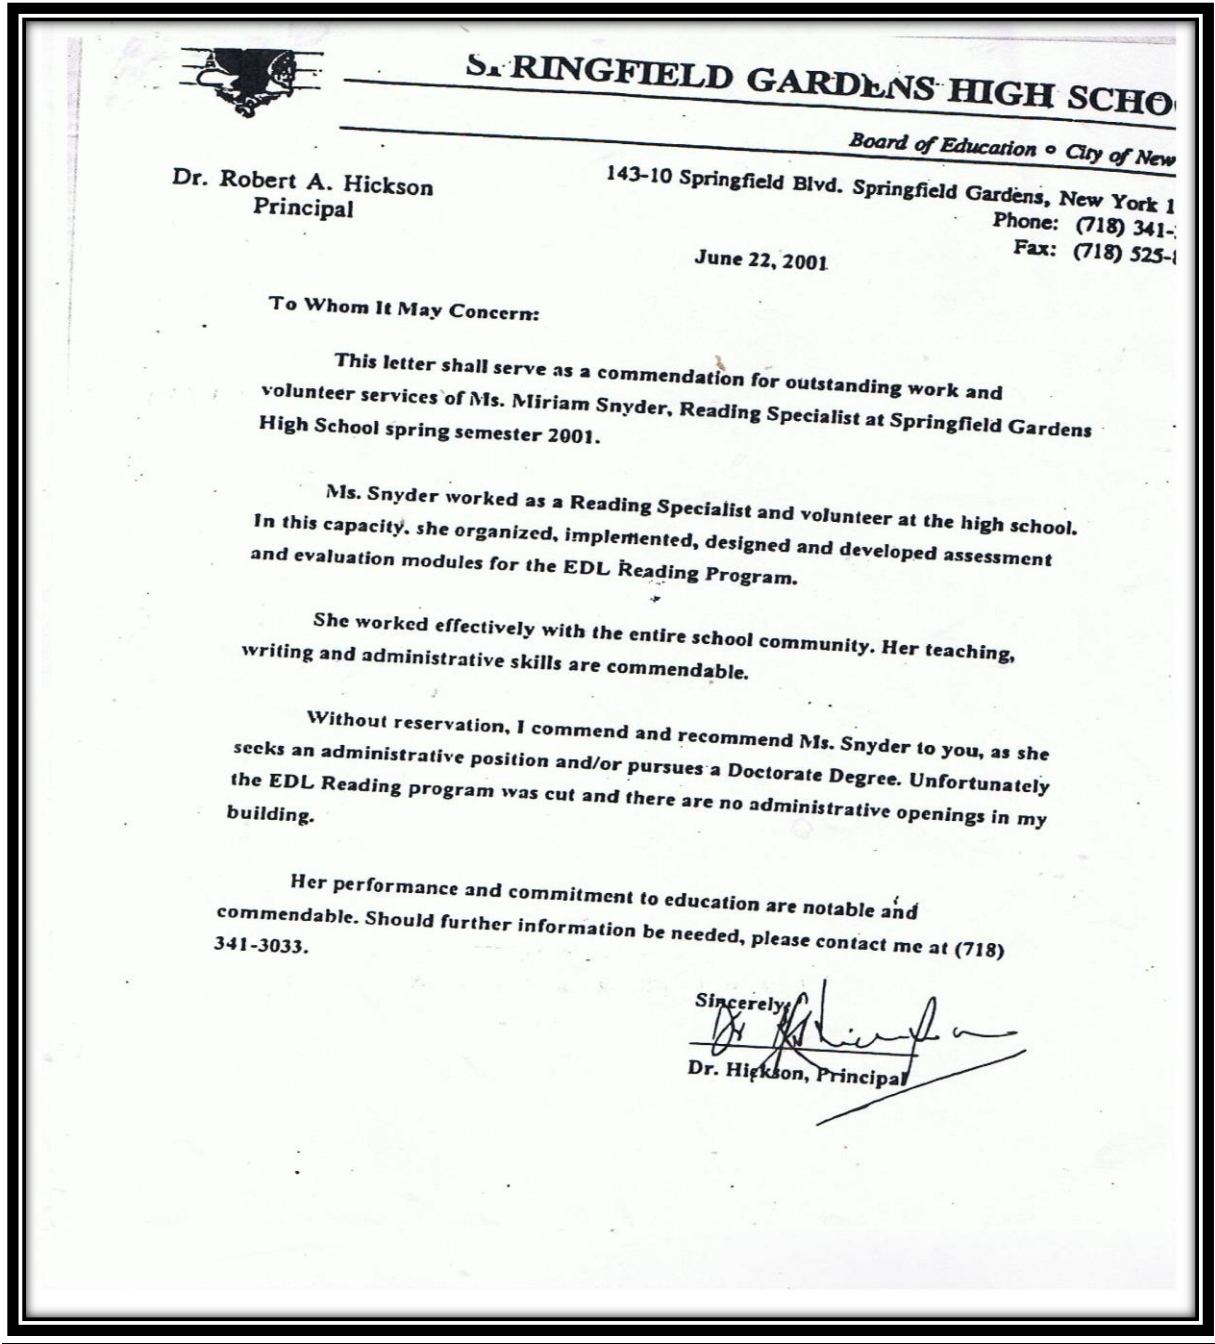 SPRINGFIELD GARDENS HIGH SCHO
Board of Education ° City of New
Dr. Robert A. Hickson
Principal
143-10 Springfield Blvd. Springfield Gardens, New York 1
Phone: (718) 341-
Fax: (718) 525-
June 22, 2001
To Whom It May Concern:
This letter shall serve as a commendation for outstanding work and
volunteer services of Ms. Miriam Snyder, Reading Specialist at Springfield Gardens
High School spring semester 2001.
Ms. Snyder worked as a Reading Specialist and volunteer at the high school.
In this capacity. she organized, implemented, designed and developed assessment
and evaluation modules for the EDL Reading Program.
She worked effectively with the entire school community. Her teaching,
writing and administrative skills are commendable.
Without reservation, I commend and recommend Ms. Snyder to you, as she
seeks an administrative position and/or pursues a Doctorate Degree. Unfortunately
the EDL Reading program was cut and there are no administrative openings in my
building.
Her performance and commitment to education are notable and
commendable. Should further information be needed, please contact me at (718)
341-3033.
Sincerely,
Dr
Dr. Hickson, Principal